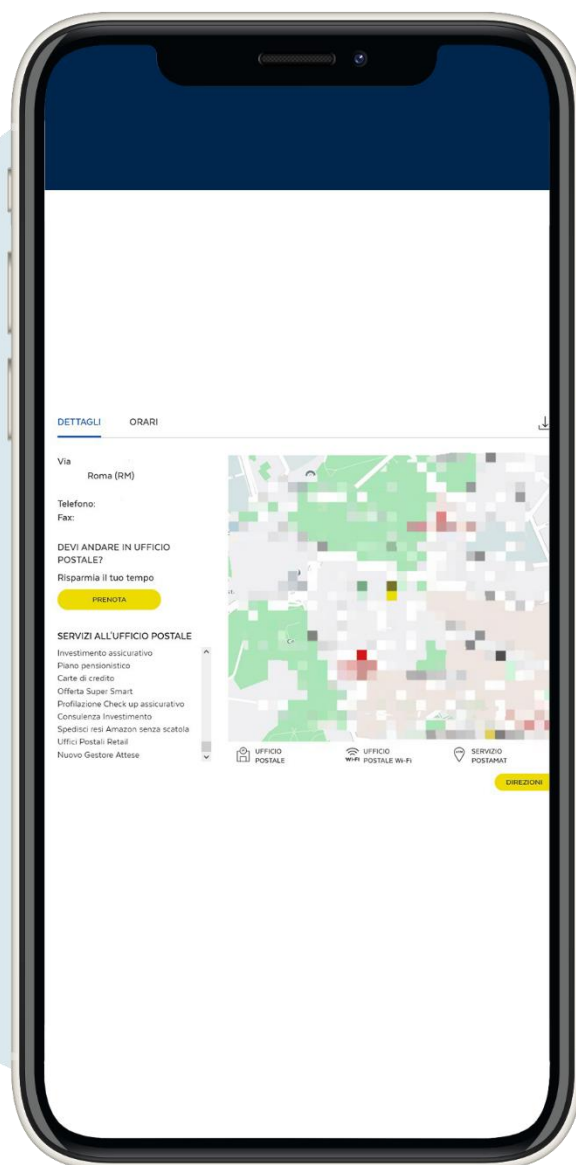 DETTAGLI ORARI
Via
Roma (RM)
Telefono:
Fax:
DEVI ANDARE IN UFFICIO
POSTALE?
Risparmia il tuo tempo
PRENOTA
SERVIZI ALL'UFFICIO POSTALE
Investimento assicurativo
Piano pensionistico
Carte di credito
Offerta Super Smart
Profilazione Check up assicurativo
Consulenza Investimento
Spedisci resi Amazon senza scatola
Uffici Postali Retail
Nuovo Gestore Attese
UFFICIO
POSTALE
UFFICIO
POSTALE Wi-Fi
Wi-Fi
SERVIZIO
POSTAMAT
DIREZIONI